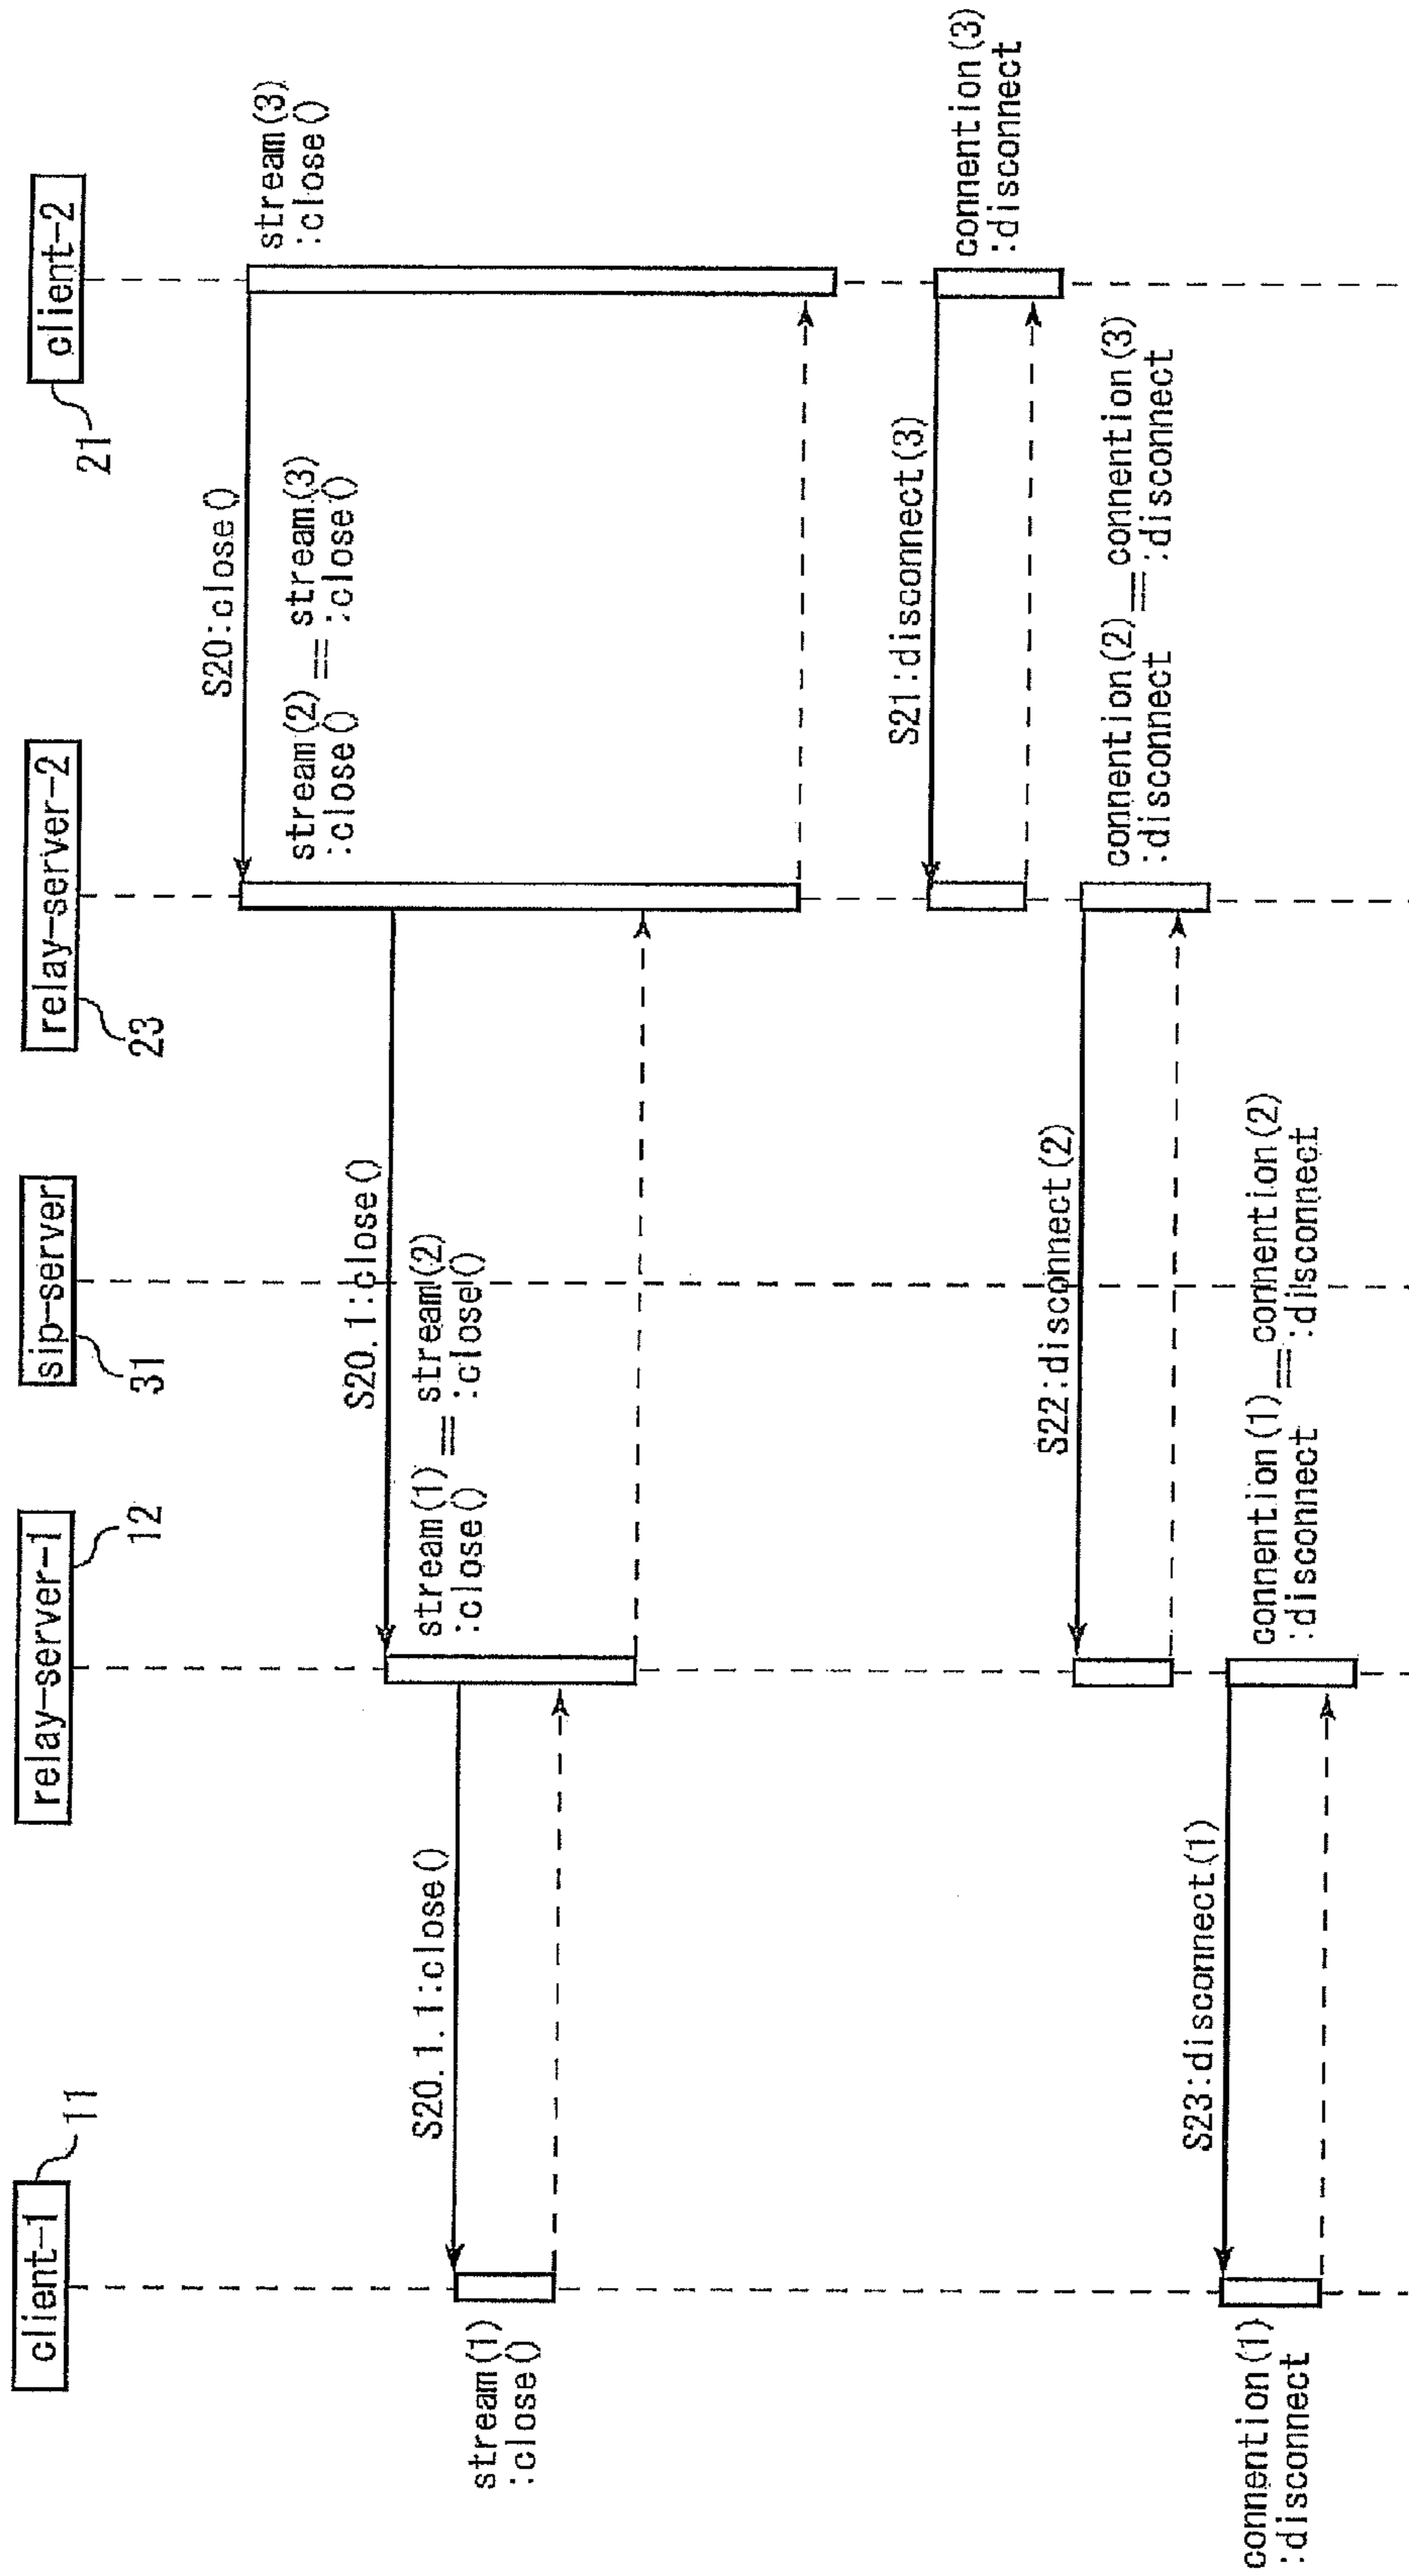 client-1
11
relay-server-1
12
sip-server
31
relay-server-2
23
client-2
21
S20:close()
stream(3)
:close()
stream(2)==stream(3)
:close() :close()
S20.1:close()
stream(1)==stream(2)
:close() :close()
S20.1.1:close()
stream(1)
:close()
S21:disconnect(3)
connention(3)
:disconnect
S22:disconnect(2)
connention(2)==connention(3)
:disconnect :disconnect
S23:disconnect(1)
connention(1)==connention(2)
:disconnect :disconnect
connention(1)
:disconnect